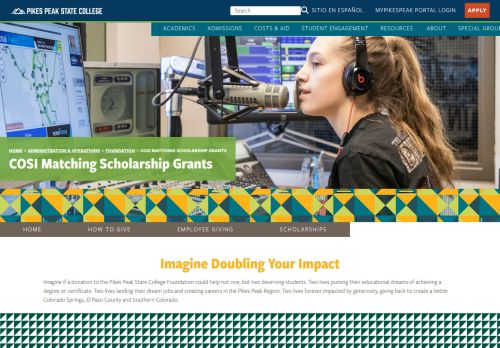 PIKES PEAK STATE COLLEGE
Search
SITIO EN ESPAÑOL
MYPIKESPEAK PORTAL LOGIN
APPLY
ACADEMICS
ADMISSIONS
COSTS & AID
STUDENT ENGAGEMENT
RESOURCES
ABOUT
SPECIAL GROU
HOME > ADMINISTRATION & OPERATIONS > FOUNDATION > COSI MATCHING SCHOLARSHIP GRANTS
COSI Matching Scholarship Grants
HOME
HOW TO GIVE
EMPLOYEE GIVING
SCHOLARSHIPS
Imagine Doubling Your Impact
Imagine if a donation to the Pikes Peak State College Foundation could help not one, but two deserving students. Two lives pursing their educational dreams of achieving a
degree or certificate. Two lives landing their dream jobs and creating careers in the Pikes Peak Region. Two lives forever impacted by generosity, giving back to create a better
Colorado Springs, El Paso County and Southern Colorado.